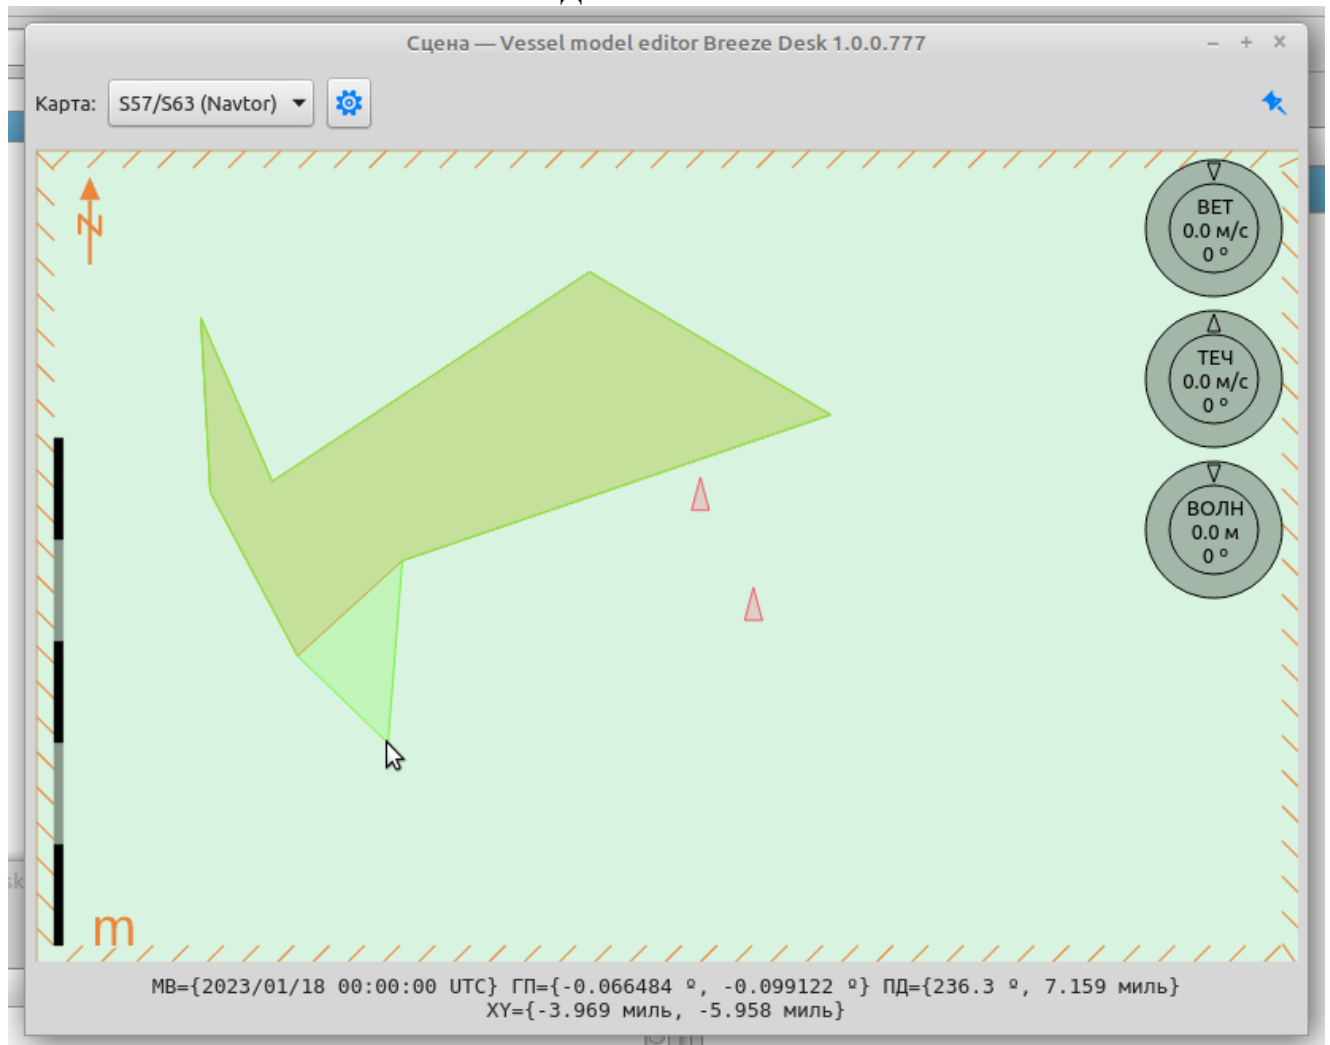 Сцена — Vessel model editor Breeze Desk 1.0.0.777
Карта: S57/S63 (Navtor)
N
ВЕТ
0.0 м/с
0 º
ТЕЧ
0.0 м/с
0 º
ВОЛН
0.0 м
0 º
m
МВ={2023/01/18 00:00:00 UTC} ГП={-0.066484 º, -0.099122 º} ПД={236.3 º, 7.159 миль}
XY={-3.969 миль, -5.958 миль}